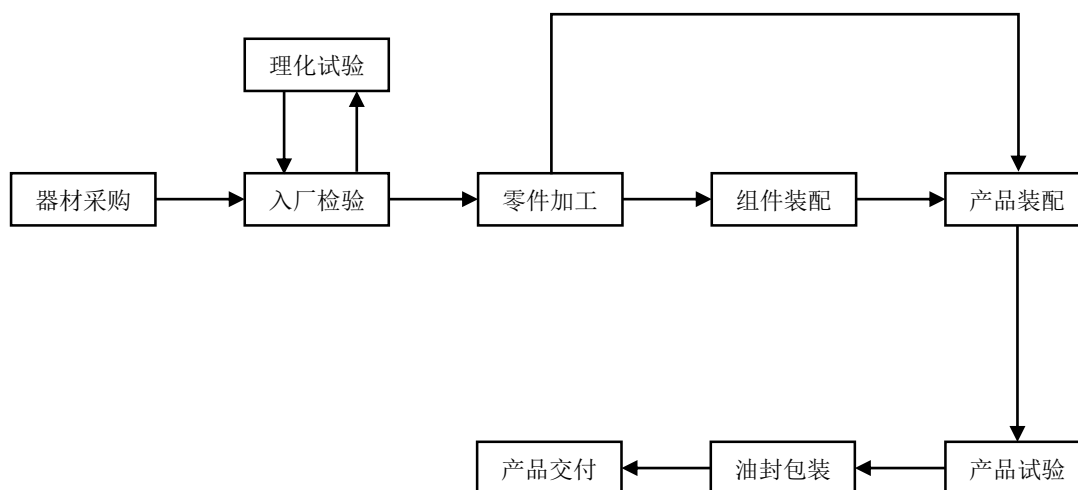 理化试验
器材采购
入厂检验
零件加工
组件装配
产品装配
产品交付
油封包装
产品试验